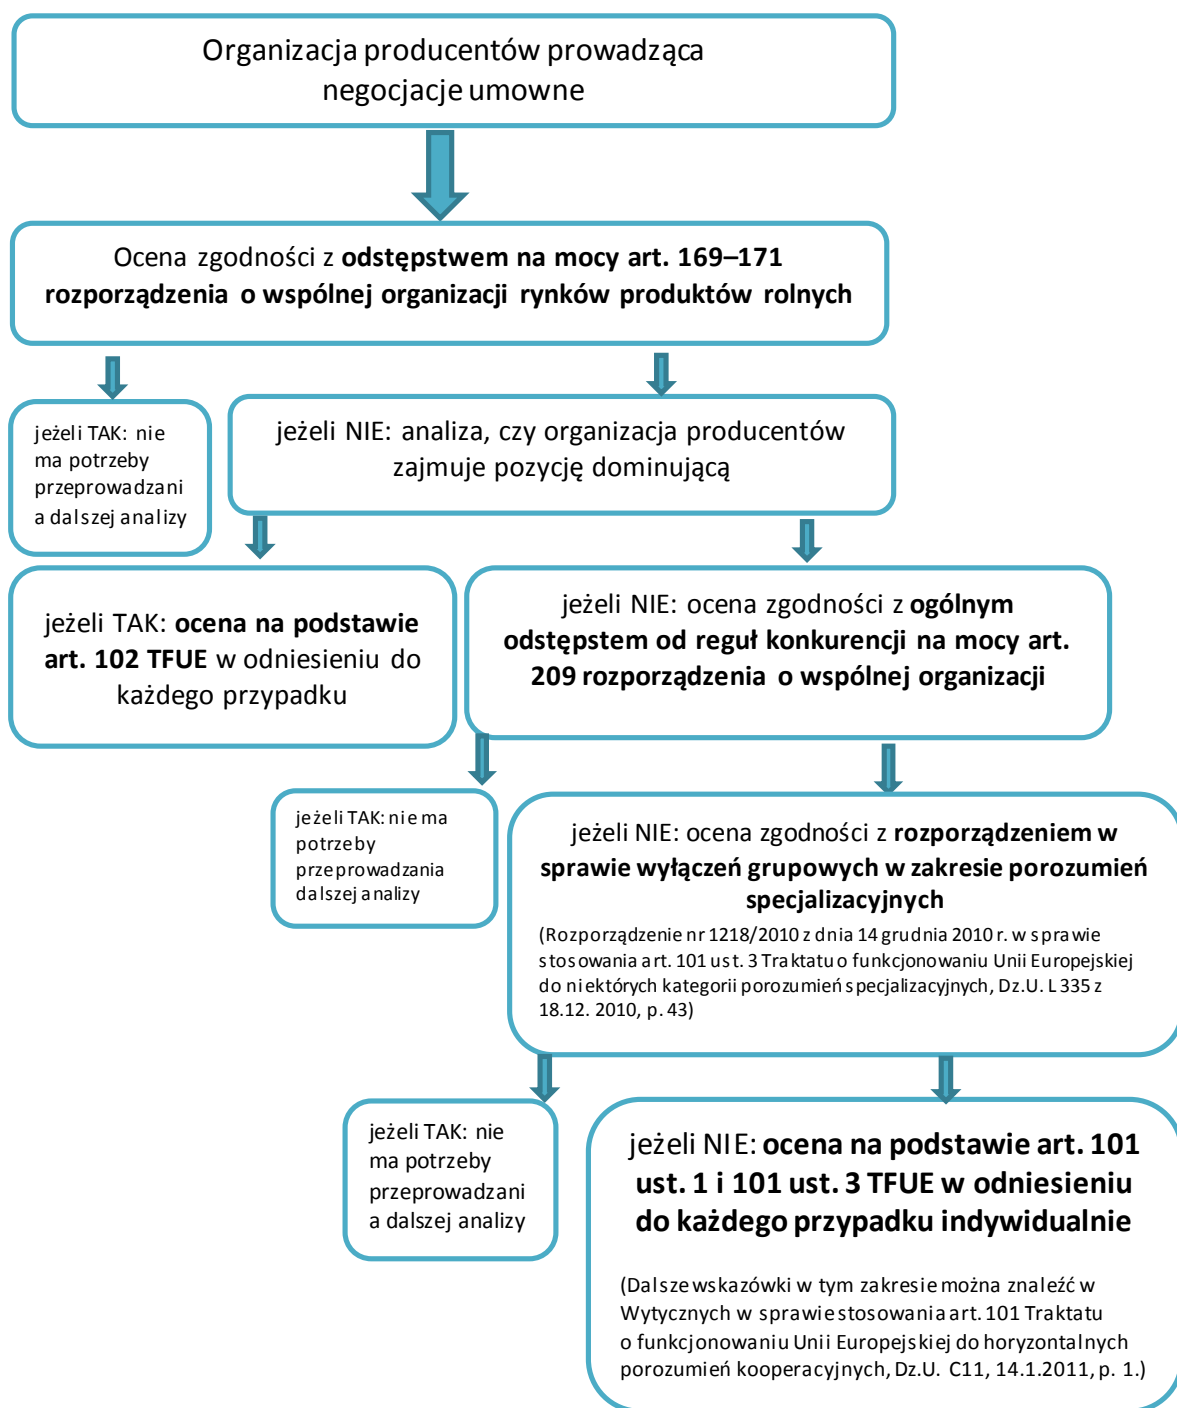 Organizacja producentów prowadząca
negocjacje umowne
Ocena zgodności z odstępstwem na mocy art. 169–171
rozporządzenia o wspólnej organizacji rynków produktów rolnych
jeżeli TAK: nie
ma potrzeby
przeprowadzani
a dalszej analizy
jeżeli NIE: analiza, czy organizacja producentów
zajmuje pozycję dominującą
jeżeli TAK: ocena na podstawie
art. 102 TFUE w odniesieniu do
każdego przypadku
jeżeli NIE: ocena zgodności z ogólnym
odstępstem od reguł konkurencji na mocy art.
209 rozporządzenia o wspólnej organizacji
jeżeli TAK: nie ma
potrzeby
przeprowadzania
dalszej analizy
jeżeli NIE: ocena zgodności z rozporządzeniem w
sprawie wyłączeń grupowych w zakresie porozumień
specjalizacyjnych
(Rozporządzenie nr 1218/2010 z dnia 14 grudnia 2010 r. w sprawie
stosowania art. 101 ust. 3 Traktatu o funkcjonowaniu Unii Europejskiej
do niektórych kategorii porozumień specjalizacyjnych, Dz.U. L 335 z
18.12. 2010, p. 43)
jeżeli TAK: nie
ma potrzeby
przeprowadzani
a dalszej analizy
jeżeli NIE: ocena na podstawie art. 101
ust. 1 i 101 ust. 3 TFUE w odniesieniu
do każdego przypadku indywidualnie
(Dalsze wskazówki w tym zakresie można znaleźć w
Wytycznych w sprawie stosowania art. 101 Traktatu
o funkcjonowaniu Unii Europejskiej do horyzontalnych
porozumień kooperacyjnych, Dz.U. C11, 14.1.2011, p. 1.)